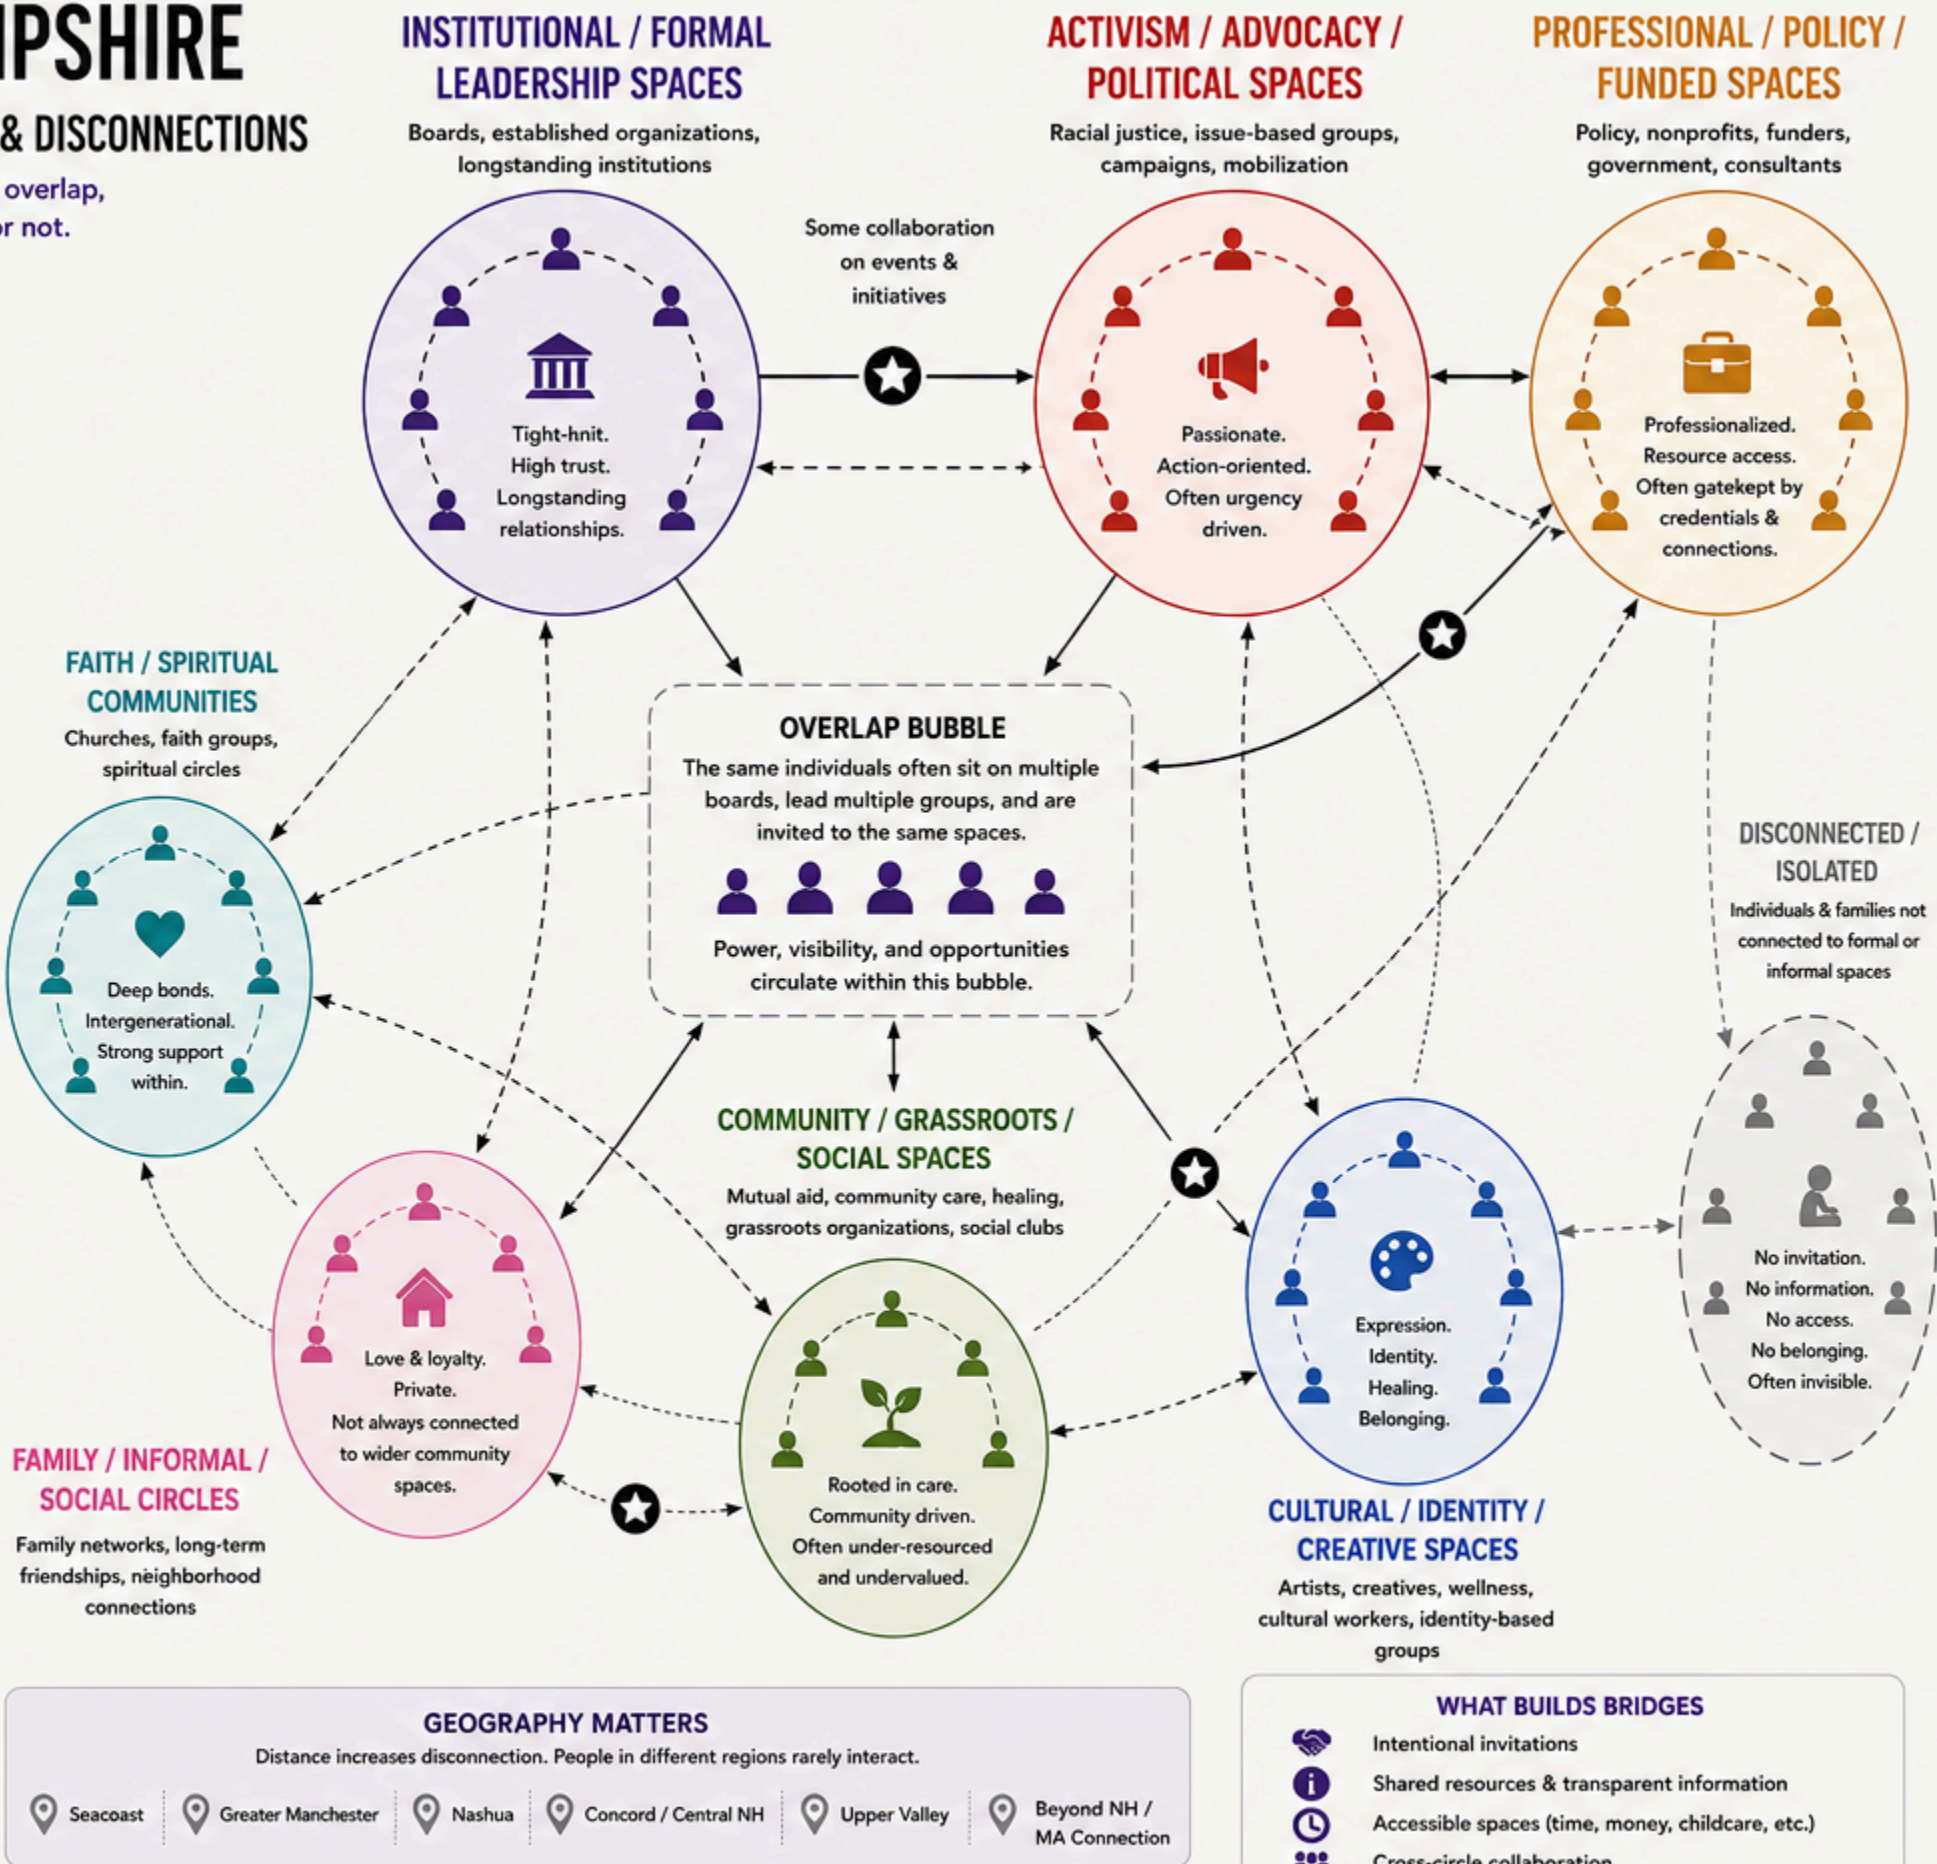 IPSHIRE
& DISCONNECTIONS
overlap,
or not.
INSTITUTIONAL / FORMAL
LEADERSHIP SPACES
Boards, established organizations,
longstanding institutions
Tight-hnit.
High trust.
Longstanding
relationships.
Some collaboration
on events &
initiatives
ACTIVISM / ADVOCACY /
POLITICAL SPACES
Racial justice, issue-based groups,
campaigns, mobilization
Passionate.
Action-oriented.
Often urgency
driven.
PROFESSIONAL / POLICY /
FUNDED SPACES
Policy, nonprofits, funders,
government, consultants
Professionalized.
Resource access.
Often gatekept by
credentials &
connections.
FAITH / SPIRITUAL
COMMUNITIES
Churches, faith groups,
spiritual circles
Deep bonds.
Intergenerational.
Strong support
within.
OVERLAP BUBBLE
The same individuals often sit on multiple
boards, lead multiple groups, and are
invited to the same spaces.
Power, visibility, and opportunities
circulate within this bubble.
DISCONNECTED /
ISOLATED
Individuals & families not
connected to formal or
informal spaces
No invitation.
No information.
No access.
No belonging.
Often invisible.
COMMUNITY / GRASSROOTS /
SOCIAL SPACES
Mutual aid, community care, healing,
grassroots organizations, social clubs
Rooted in care.
Community driven.
Often under-resourced
and undervalued.
Love & loyalty.
Private.
Not always connected
to wider community
spaces.
FAMILY / INFORMAL /
SOCIAL CIRCLES
Family networks, long-term
friendships, neighborhood
connections
Expression.
Identity.
Healing.
Belonging.
CULTURAL / IDENTITY /
CREATIVE SPACES
Artists, creatives, wellness,
cultural workers, identity-based
groups
GEOGRAPHY MATTERS
Distance increases disconnection. People in different regions rarely interact.
Seacoast
Greater Manchester
Nashua
Concord / Central NH
Upper Valley
Beyond NH /
MA Connection
WHAT BUILDS BRIDGES
Intentional invitations
Shared resources & transparent information
Accessible spaces (time, money, childcare, etc.)
Cross-circle collaboration